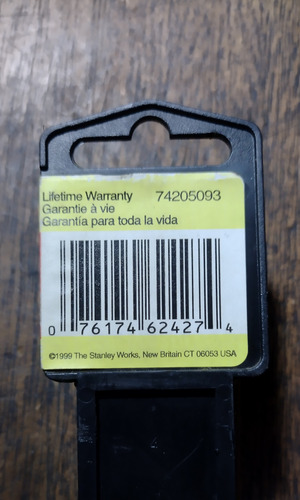 Lifetime Warranty 74205093
Garantie à vie
Garantía para toda la vida
0 76174 62427 4
©1999 The Stanley Works, New Britain CT 06053 USA